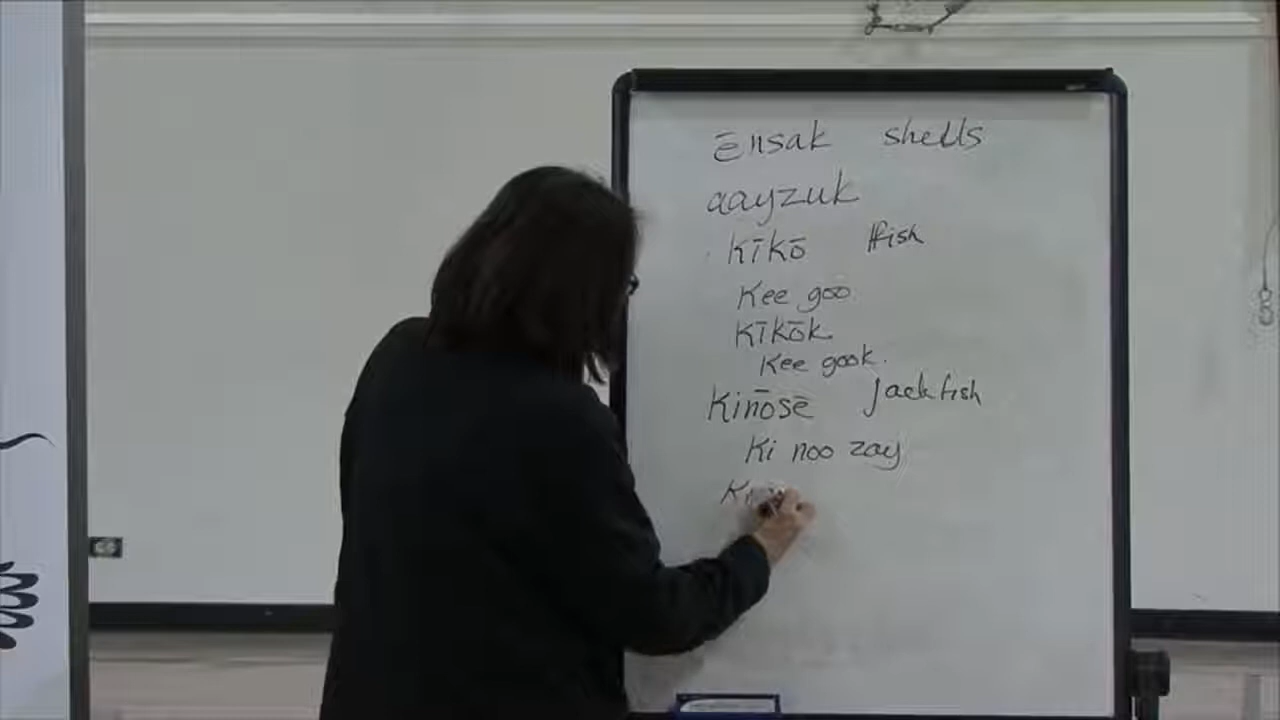 ēnsak shells
aayzuk
kīkō fish
Kee goo
Kīkōk
Kee gook.
Kinōsē Jackfish
Ki noo zay